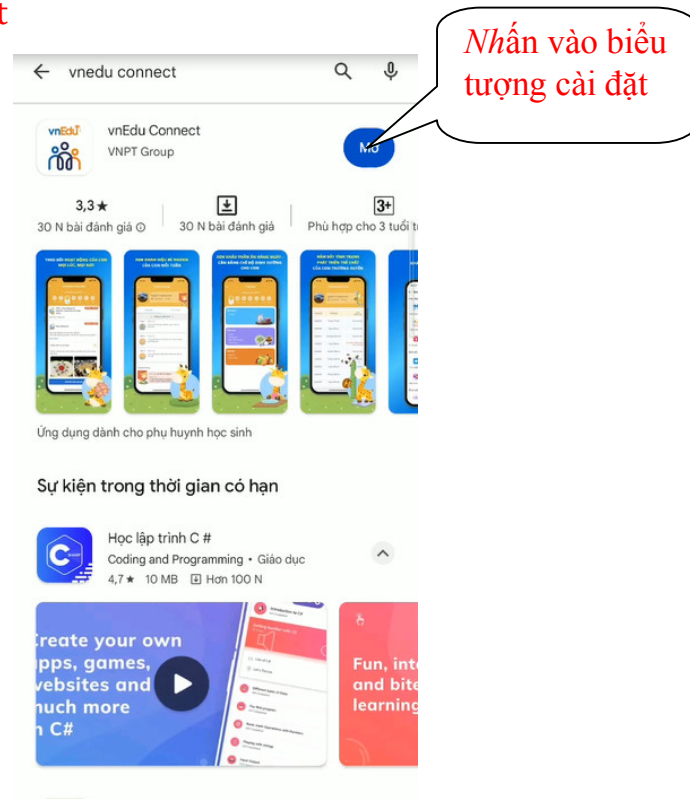 t
Nhấn vào biểu
tượng cài đặt
vnedu connect
vnEdu
vnEdu Connect
VNPT Group
Mở
3,3 ★
30 N bài đánh giá
30 N bài đánh giá
3+
Phù hợp cho 3 tuổi t
Ứng dụng dành cho phụ huynh học sinh
Sự kiện trong thời gian có hạn
Học lập trình C #
Coding and Programming • Giáo dục
4,7 ★ 10 MB Hơn 100 N
Create your own
apps, games,
websites and
much more
n C#
Fun, inte
and bite
learning